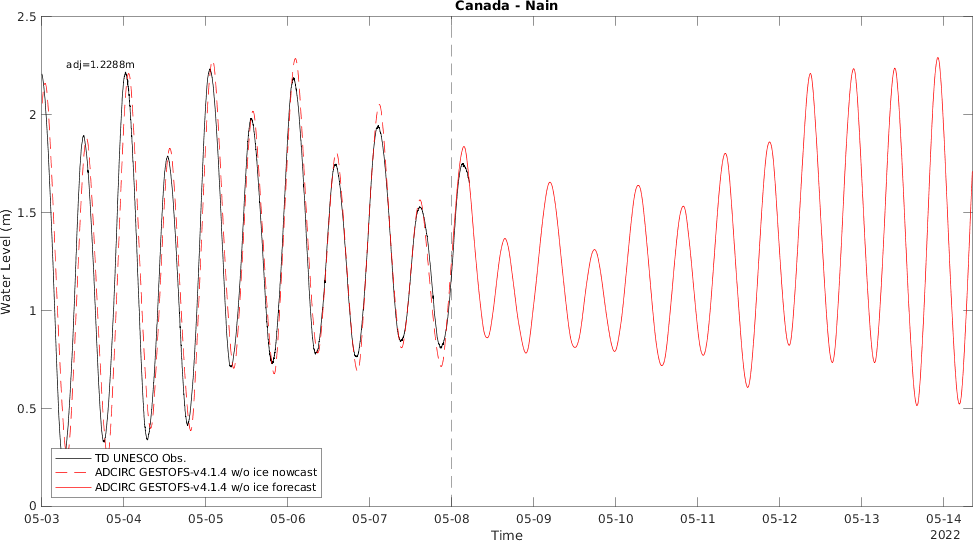 Canada - Nain
2.5
adj=1.2288m
2
1.5
Water Level (m)
1
0.5
TD UNESCO Obs.
ADCIRC GESTOFS-v4.1.4 w/o ice nowcast
ADCIRC GESTOFS-v4.1.4 w/o ice forecast
0
05-03 05-04 05-05 05-06 05-07 05-08 05-09 05-10 05-11 05-12 05-13 05-14
Time
2022